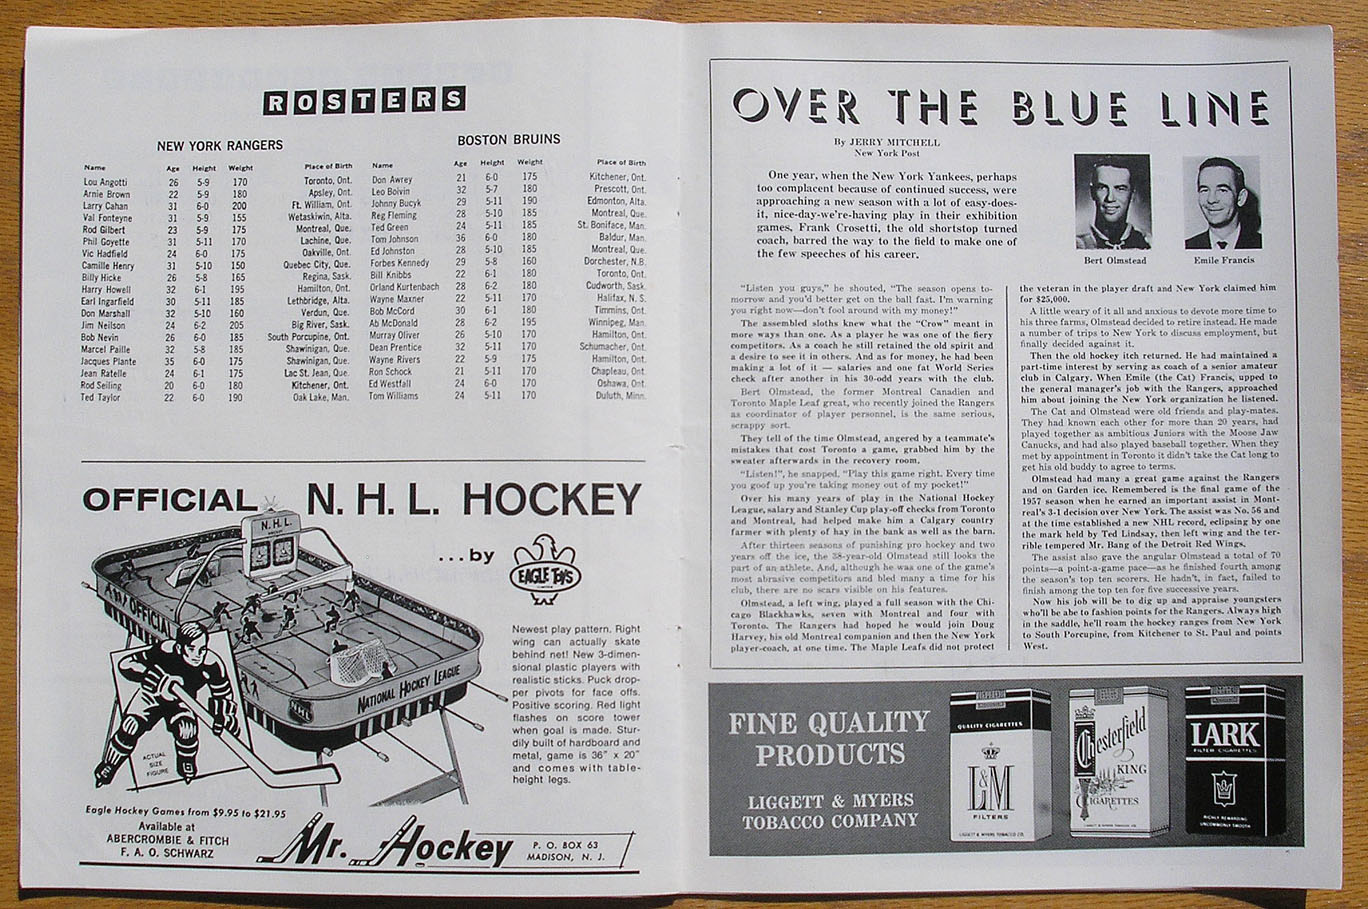 ROSTERS
NEW YORK RANGERS
Name Age Height Weight Place of Birth
Lou Angotti 26 5-9 170 Toronto, Ont.
Arnie Brown 22 5-9 180 Apsley, Ont.
Larry Cahan 31 6-0 200 Ft. William, Ont.
Val Fonteyne 31 5-9 155 Wetaskiwin, Alta.
Rod Gilbert 23 5-9 175 Montreal, Que.
Phil Goyette 31 5-11 170 Lachine, Que.
Vic Hadfield 24 6-0 175 Oakville, Ont.
Camille Henry 31 5-10 150 Quebec City, Que.
Billy Hicke 26 5-8 165 Regina, Sask.
Harry Howell 32 6-1 195 Hamilton, Ont.
Earl Ingarfield 30 5-11 185 Lethbridge, Alta.
Don Marshall 32 5-10 160 Verdun, Que.
Jim Neilson 24 6-2 205 Big River, Sask.
Bob Nevin 26 6-0 185 South Porcupine, Ont.
Marcel Paille 32 5-8 185 Shawinigan, Que.
Jacques Plante 35 6-0 175 Shawinigan, Que.
Jean Ratelle 24 6-1 175 Lac St. Jean, Que.
Rod Seiling 20 6-0 180 Kitchener, Ont.
Ted Taylor 22 6-0 190 Oak Lake, Man.
BOSTON BRUINS
Name Age Height Weight Place of Birth
Don Awrey 21 6-0 175 Kitchener, Ont.
Leo Boivin 32 5-7 180 Prescott, Ont.
Johnny Bucyk 29 5-11 190 Edmonton, Alta.
Reg Fleming 28 5-10 185 Montreal, Que.
Ted Green 24 5-11 185 St. Boniface, Man.
Tom Johnson 36 6-0 180 Baldur, Man.
Ed Johnston 28 5-10 185 Montreal, Que.
Forbes Kennedy 29 5-8 160 Dorchester, N.B.
Bill Knibbs 22 6-1 180 Toronto, Ont.
Orland Kurtenbach 28 6-2 180 Cudworth, Sask.
Wayne Maxner 22 5-11 170 Halifax, N. S.
Bob McCord 30 6-1 180 Timmins, Ont.
Ab McDonald 28 6-2 195 Winnipeg, Man.
Murray Oliver 26 5-10 170 Hamilton, Ont.
Dean Prentice 32 5-11 170 Schumacher, Ont.
Wayne Rivers 22 5-9 175 Hamilton, Ont.
Ron Schock 21 5-11 170 Chapleau, Ont.
Ed Westfall 24 6-0 170 Oshawa, Ont.
Tom Williams 24 5-11 170 Duluth, Minn.
OFFICIAL N. H. L. HOCKEY
...by
EAGLE TOYS
N.H.L.
OFFICIAL
NHL
NATIONAL HOCKEY LEAGUE
ACTUAL
SIZE
FIGURE
Newest play pattern. Right
wing can actually skate
behind net! New 3-dimen-
sional plastic players with
realistic sticks. Puck drop-
per pivots for face offs.
Positive scoring. Red light
flashes on score tower
when goal is made. Stur-
dily built of hardboard and
metal, game is 36" x 20"
and comes with table-
height legs.
Eagle Hockey Games from $9.95 to $21.95
Available at
ABERCROMBIE & FITCH
F. A. O. SCHWARZ
Mr. Hockey
P. O. BOX 63
MADISON, N. J.
OVER THE BLUE LINE
By JERRY MITCHELL
New York Post
One year, when the New York Yankees, perhaps
too complacent because of continued success, were
approaching a new season with a lot of easy-does-
it, nice-day-we're-having play in their exhibition
games, Frank Crosetti, the old shortstop turned
coach, barred the way to the field to make one of
the few speeches of his career.
Bert Olmstead
Emile Francis
"Listen you guys," he shouted, "The season opens to-
morrow and you'd better get on the ball fast. I'm warning
you right now—don't fool around with my money!"
The assembled sloths knew what the "Crow" meant in
more ways than one. As a player he was one of the fiery
competitors. As a coach he still retained the old spirit and
a desire to see it in others. And as for money, he had been
making a lot of it — salaries and one fat World Series
check after another in his 30-odd years with the club.
Bert Olmstead, the former Montreal Canadien and
Toronto Maple Leaf great, who recently joined the Rangers
as coordinator of player personnel, is the same serious,
scrappy sort.
They tell of the time Olmstead, angered by a teammate's
mistakes that cost Toronto a game, grabbed him by the
sweater afterwards in the recovery room.
"Listen!", he snapped, "Play this game right. Every time
you goof up you're taking money out of my pocket!"
Over his many years of play in the National Hockey
League, salary and Stanley Cup play-off checks from Toronto
and Montreal, had helped make him a Calgary country
farmer with plenty of hay in the bank as well as the barn.
After thirteen seasons of punishing pro hockey and two
years off the ice, the 38-year-old Olmstead still looks the
part of an athlete. And, although he was one of the game's
most abrasive competitors and bled many a time for his
club, there are no scars visible on his features.
Olmstead, a left wing, played a full season with the Chi-
cago Blackhawks, seven with Montreal and four with
Toronto. The Rangers had hoped he would join Doug
Harvey, his old Montreal companion and then the New York
player-coach, at one time. The Maple Leafs did not protect
the veteran in the player draft and New York claimed him
for $25,000.
A little weary of it all and anxious to devote more time to
his three farms, Olmstead decided to retire instead. He made
a number of trips to New York to discuss employment, but
finally decided against it.
Then the old hockey itch returned. He had maintained a
part-time interest by serving as coach of a senior amateur
club in Calgary. When Emile (the Cat) Francis, upped to
the general manager's job with the Rangers, approached
him about joining the New York organization he listened.
The Cat and Olmstead were old friends and play-mates.
They had known each other for more than 20 years, had
played together as ambitious Juniors with the Moose Jaw
Canucks, and had also played baseball together. When they
met by appointment in Toronto it didn't take the Cat long to
get his old buddy to agree to terms.
Olmstead had many a great game against the Rangers
and on Garden ice. Remembered is the final game of the
1957 season when he earned an important assist in Mont-
real's 3-1 decision over New York. The assist was No. 56 and
at the time established a new NHL record, eclipsing by one
the mark held by Ted Lindsay, then left wing and the ter-
rible tempered Mr. Bang of the Detroit Red Wings.
The assist also gave the angular Olmstead a total of 70
points—a point-a-game pace—as he finished fourth among
the season's top ten scorers. He hadn't, in fact, failed to
finish among the top ten for five successive years.
Now his job will be to dig up and appraise youngsters
who'll be able to fashion points for the Rangers. Always high
in the saddle, he'll roam the hockey ranges from New York
to South Porcupine, from Kitchener to St. Paul and points
West.
FINE QUALITY
PRODUCTS
LIGGETT & MYERS
TOBACCO COMPANY
QUALITY CIGARETTES
L&M
FILTERS
LIGGETT & MYERS TOBACCO CO.
Chesterfield
KING
CIGARETTES
LARK
FILTER CIGARETTES
RICHLY REWARDING
UNCOMMONLY SMOOTH